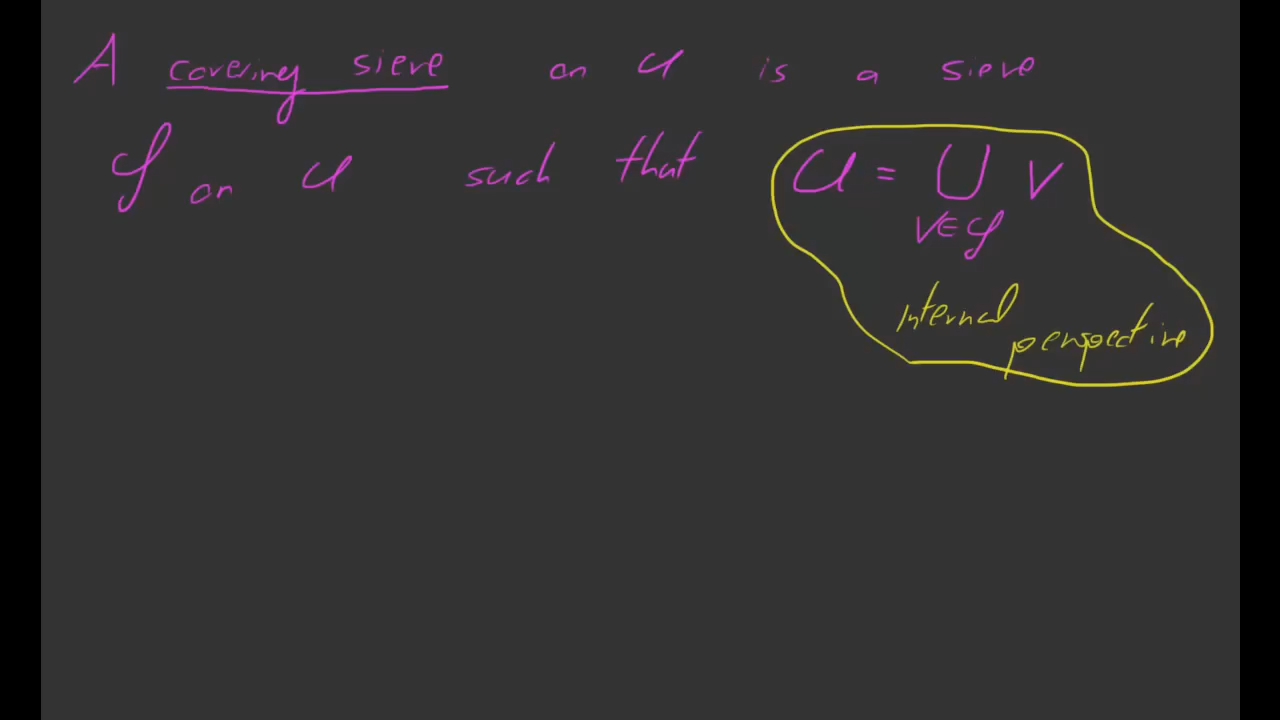 A covering sieve on U is a sieve
𝒮 on U such that U = ⋃ V
V∈𝒮
internal
perspective